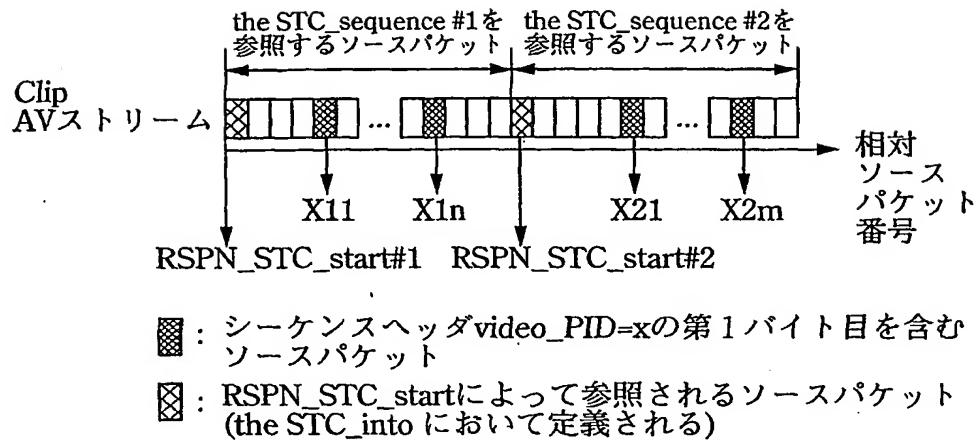 the STC_sequence #1を
参照するソースパケット
the STC_sequence #2を
参照するソースパケット
Clip
AVストリーム
...
...
相対
ソース
パケット
番号
X11
X1n
X21
X2m
RSPN_STC_start#1
RSPN_STC_start#2
: シーケンスヘッダvideo_PID=xの第1バイト目を含む
ソースパケット
: RSPN_STC_startによって参照されるソースパケット
(the STC_into において定義される)